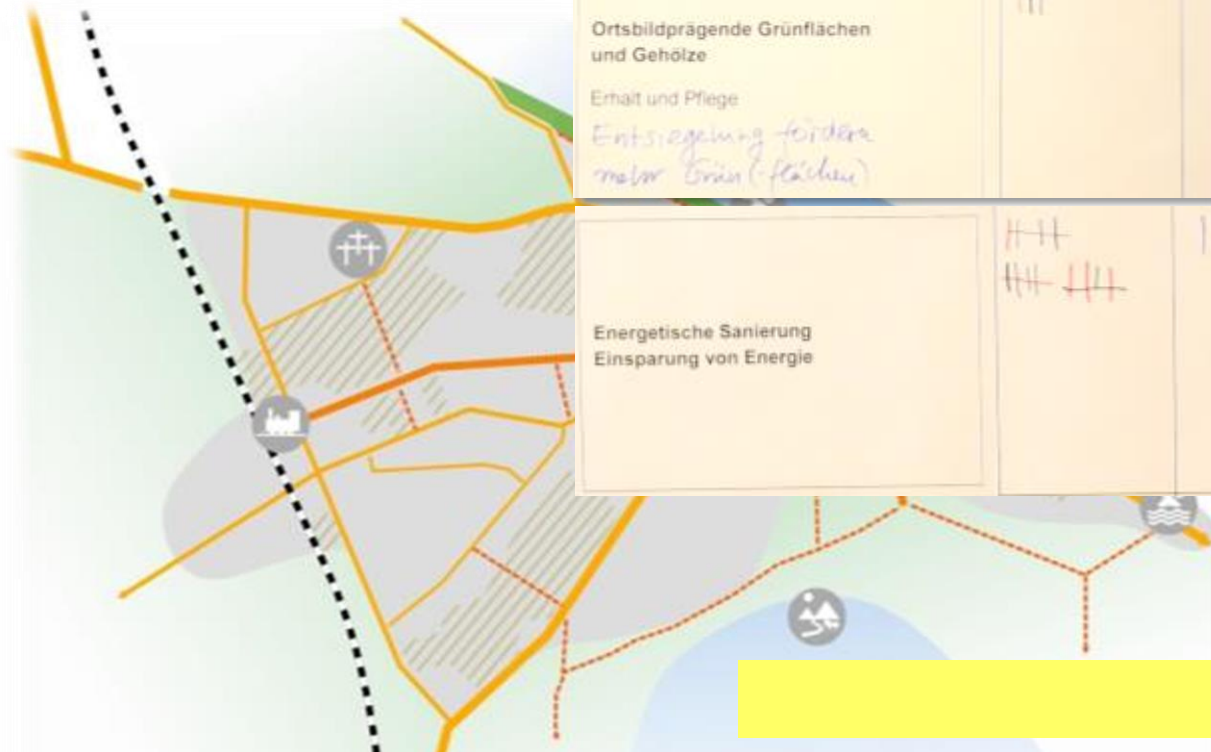 Ortsbildprägende Grünflächen
und Gehölze
Erhalt und Pflege
Entsiegelung fördern
mehr Grün(-flächen)
Energetische Sanierung
Einsparung von Energie